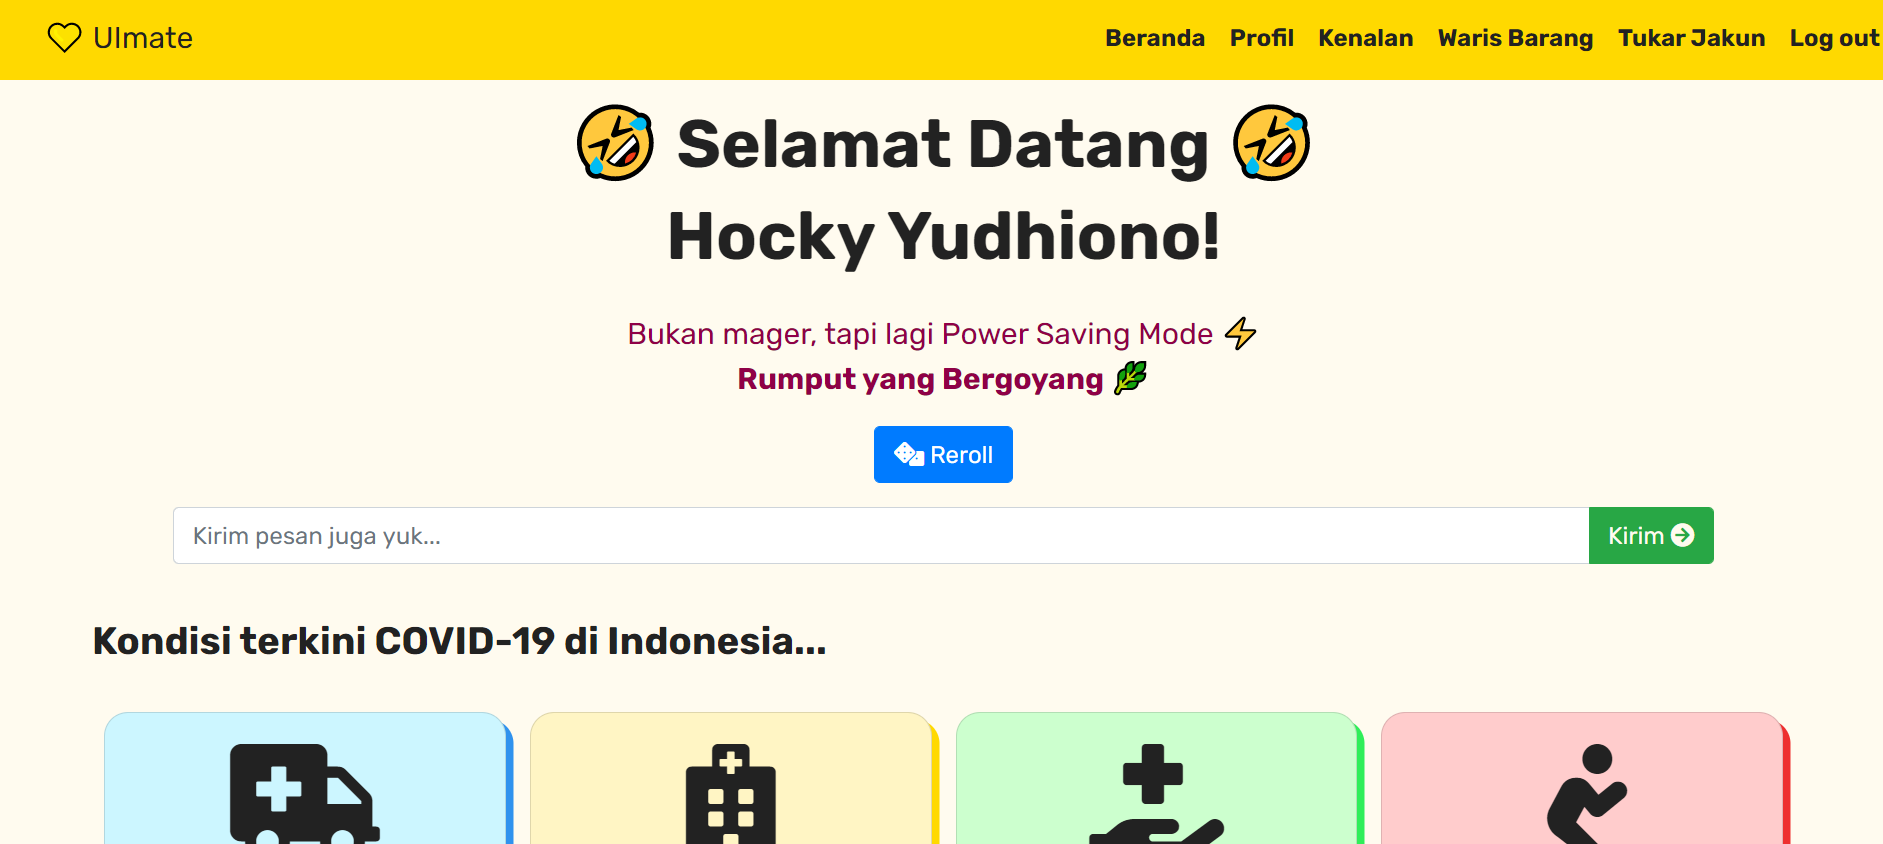 UImate
Beranda Profil Kenalan Waris Barang Tukar Jakun Log out
🤣 Selamat Datang 🤣
Hocky Yudhiono!
Bukan mager, tapi lagi Power Saving Mode ⚡
Rumput yang Bergoyang 🌿
Reroll
Kirim pesan juga yuk...
Kirim
Kondisi terkini COVID-19 di Indonesia...